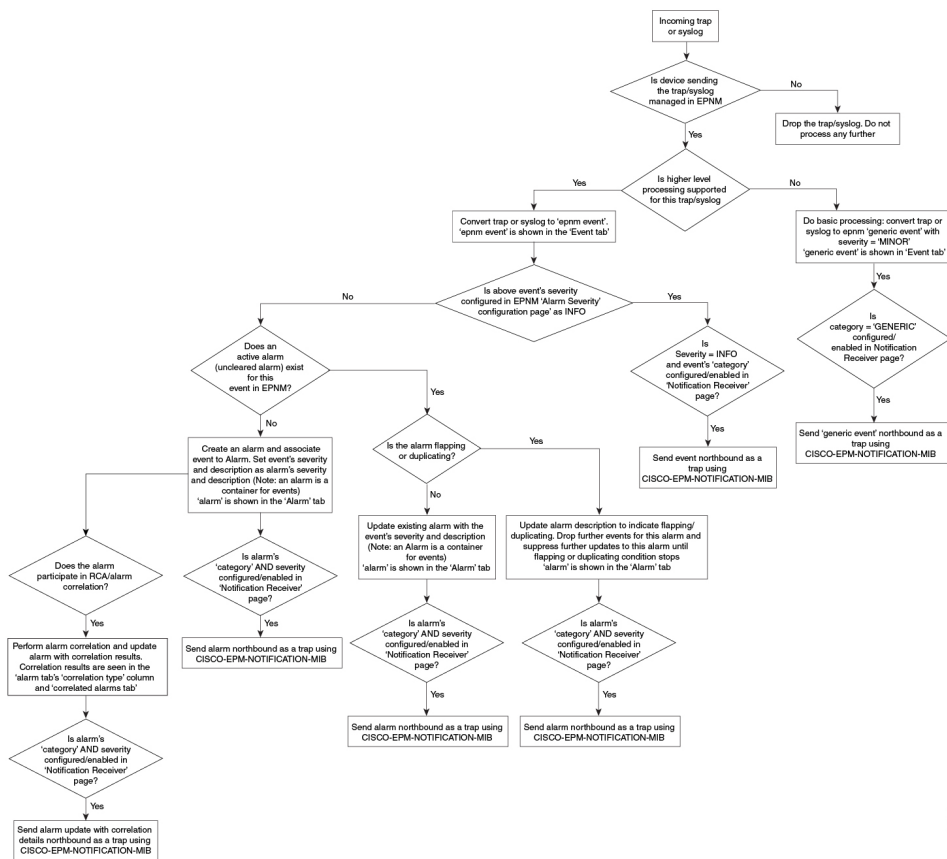 Incoming trap
or syslog
Is device sending
the trap/syslog
managed in EPNM
No
Drop the trap/syslog. Do not
process any further
Yes
Is higher level
processing supported
for this trap/syslog
Yes
No
Convert trap or syslog to ‘epnm event’.
‘epnm event’ is shown in the ‘Event tab’
Do basic processing: convert trap or
syslog to epnm ‘generic event’ with
severity = ‘MINOR’
‘generic event’ is shown in ‘Event tab’
Yes
Is above event’s severity
configured in EPNM ‘Alarm Severity’
configuration page’ as INFO
No
Yes
Is
category = ‘GENERIC’
configured/
enabled in Notification
Receiver page?
Yes
Send ‘generic event’ northbound as a
trap using
CISCO-EPM-NOTIFICATION-MIB
Is
Severity = INFO
and event’s ‘category’
configured/enabled in
‘Notification Receiver’
page?
Yes
Send event northbound as a
trap using
CISCO-EPM-NOTIFICATION-MIB
Does an
active alarm
(uncleared alarm) exist
for this
event in EPNM?
Yes
No
Create an alarm and associate
event to Alarm. Set event’s severity
and description as alarm’s severity
and description (Note: an alarm is a
container for events)
‘alarm’ is shown in the ‘Alarm’ tab
Is the alarm flapping
or duplicating?
Yes
No
Update existing alarm with the
event’s severity and description
(Note: an Alarm is a container
for events)
‘alarm’ is shown in the ‘Alarm’ tab
Update alarm description to indicate flapping/
duplicating. Drop further events for this alarm and
suppress further updates to this alarm until
flapping or duplicating condition stops
‘alarm’ is shown in the ‘Alarm’ tab
Does the alarm
participate in RCA/alarm
correlation?
Yes
Is alarm’s
‘category’ AND severity
configured/enabled in
‘Notification Receiver’
page?
Yes
Send alarm northbound as a trap using
CISCO-EPM-NOTIFICATION-MIB
Is alarm’s
‘category’ AND severity
configured/enabled in
‘Notification Receiver’
page?
Yes
Send alarm northbound as a trap using
CISCO-EPM-NOTIFICATION-MIB
Is alarm’s
‘category’ AND severity
configured/enabled in
‘Notification Receiver’
page?
Yes
Send alarm northbound as a trap using
CISCO-EPM-NOTIFICATION-MIB
Perform alarm correlation and update
alarm with correlation results.
Correlation results are seen in the
‘alarm tab’s ‘correlation type’ column
and ‘correlated alarms tab’
Is alarm’s
‘category’ AND severity
configured/enabled in
‘Notification Receiver’
page?
Yes
Send alarm update with correlation
details northbound as a trap using
CISCO-EPM-NOTIFICATION-MIB